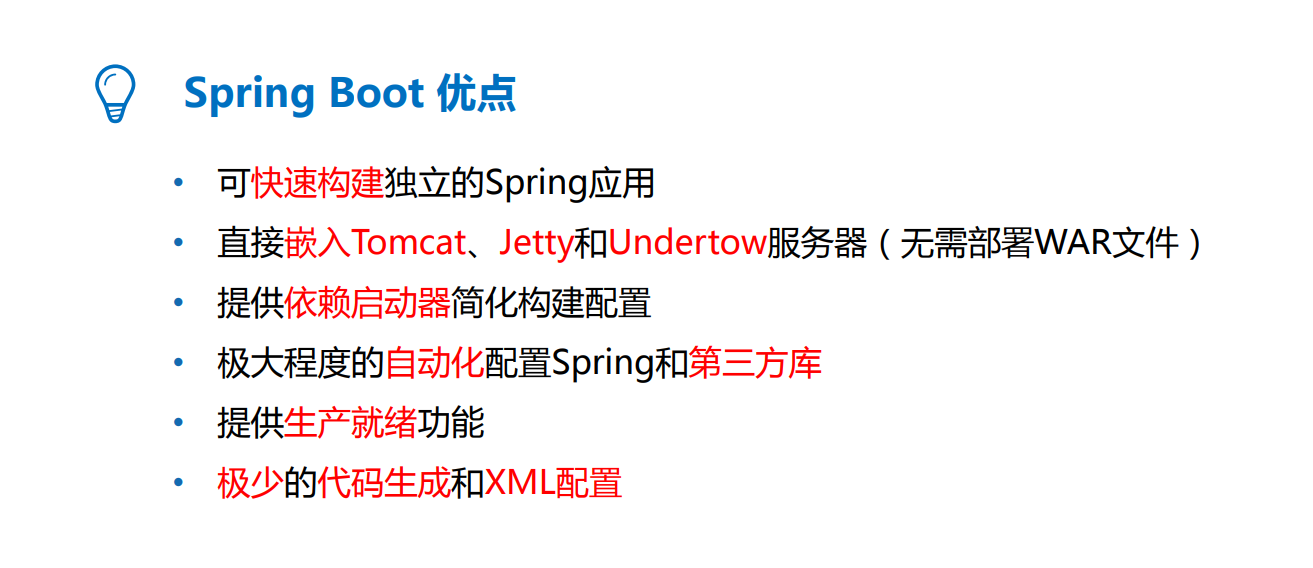 Spring Boot 优点
• 可快速构建独立的Spring应用
• 直接嵌入Tomcat、Jetty和Undertow服务器（无需部署WAR文件）
• 提供依赖启动器简化构建配置
• 极大程度的自动化配置Spring和第三方库
• 提供生产就绪功能
• 极少的代码生成和XML配置